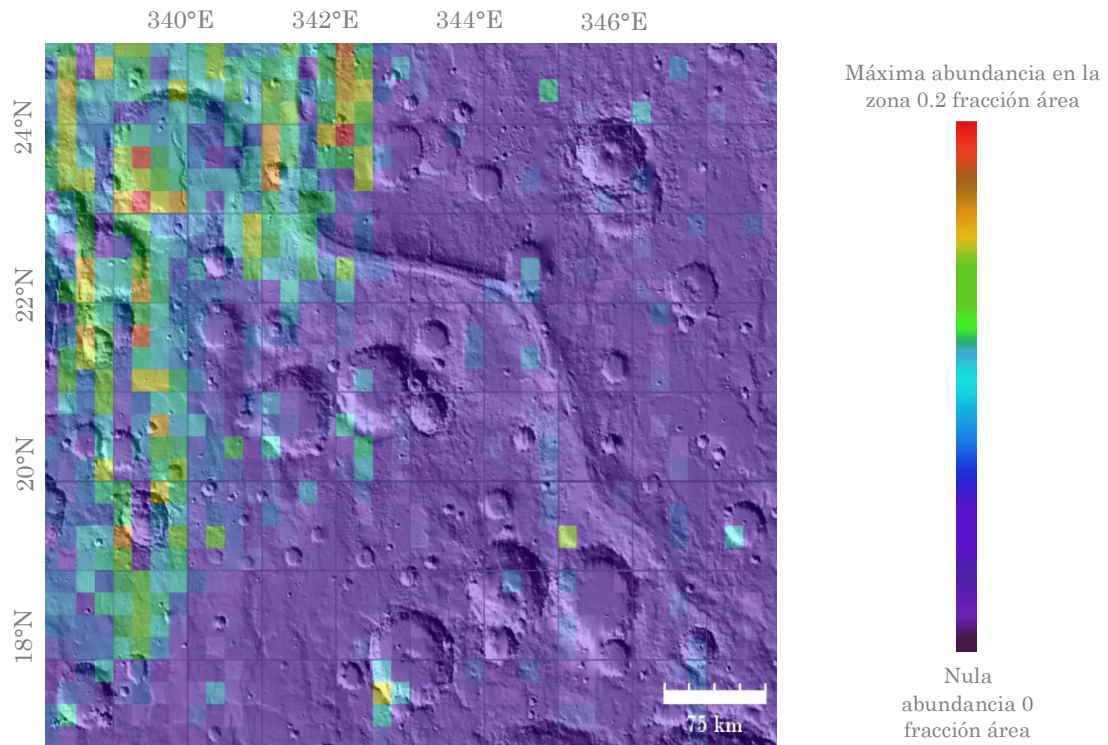 340°E 342°E 344°E 346°E
24°N
22°N
20°N
18°N
75 km
Máxima abundancia en la
zona 0.2 fracción área
Nula
abundancia 0
fracción área